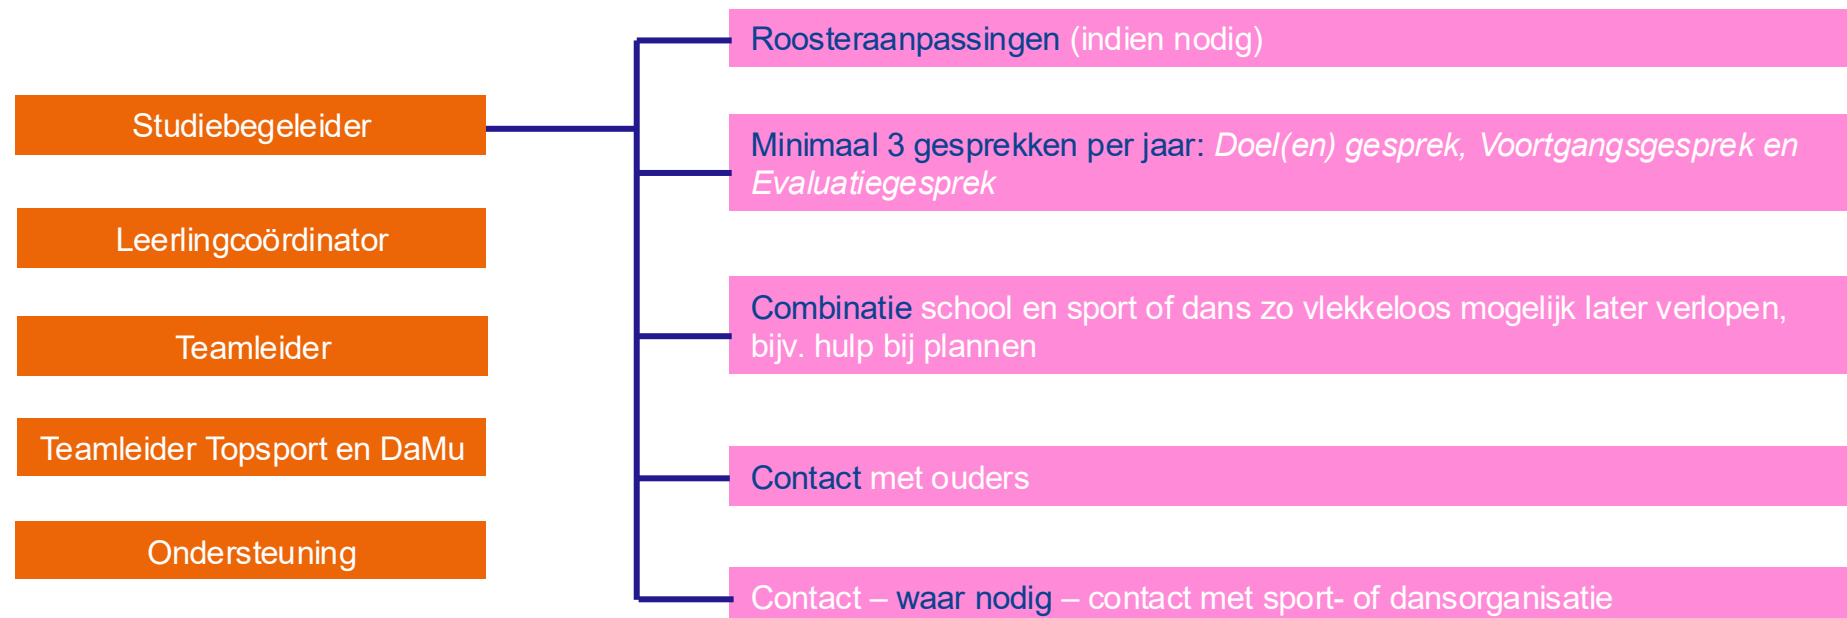 Studiebegeleider
Leerlingcoördinator
Teamleider
Teamleider Topsport en DaMu
Ondersteuning
Roosteraanpassingen (indien nodig)
Minimaal 3 gesprekken per jaar: Doel(en) gesprek, Voortgangsgesprek en
Evaluatiegesprek
Combinatie school en sport of dans zo vlekkeloos mogelijk later verlopen,
bijv. hulp bij plannen
Contact met ouders
Contact – waar nodig – contact met sport- of dansorganisatie